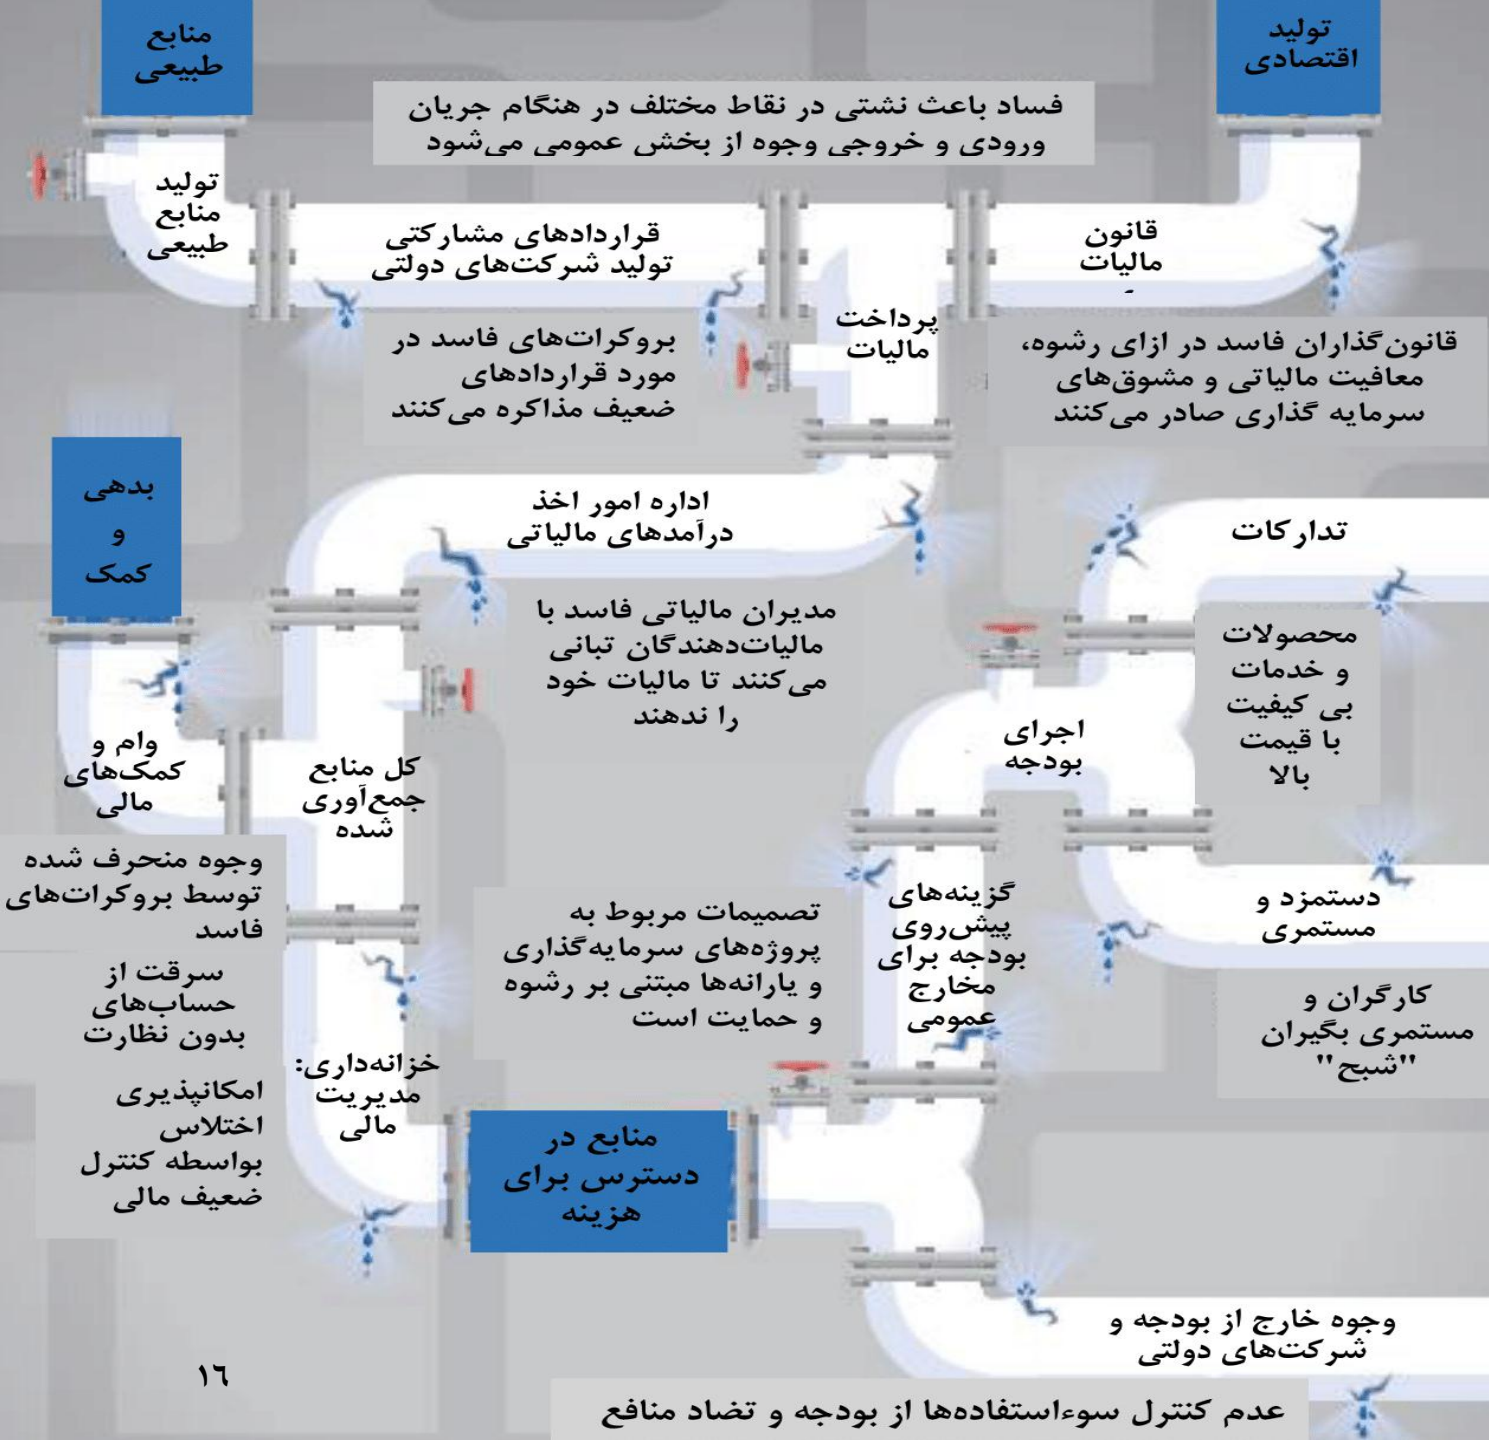 منابع
طبیعی
تولید
اقتصادی
فساد باعث نشتی در نقاط مختلف در هنگام جریان
ورودی و خروجی وجوه از بخش عمومی می‌شود
تولید
منابع
طبیعی
قراردادهای مشارکتی
تولید شرکت‌های دولتی
قانون
مالیات
پرداخت
مالیات
بروکرات‌های فاسد در
مورد قراردادهای
ضعیف مذاکره می‌کنند
قانون‌گذاران فاسد در ازای رشوه،
معافیت مالیاتی و مشوق‌های
سرمایه گذاری صادر می‌کنند
بدهی
و
کمک
اداره امور اخذ
درآمدهای مالیاتی
تدارکات
مدیران مالیاتی فاسد با
مالیات‌دهندگان تبانی
می‌کنند تا مالیات خود
را ندهند
محصولات
و خدمات
بی کیفیت
با قیمت
بالا
اجرای
بودجه
وام و
کمک‌های
مالی
کل منابع
جمع‌آوری
شده
وجوه منحرف شده
توسط بروکرات‌های
فاسد
تصمیمات مربوط به
پروژه‌های سرمایه‌گذاری
و یارانه‌ها مبتنی بر رشوه
و حمایت است
گزینه‌های
پیش‌روی
بودجه برای
مخارج
عمومی
دستمزد و
مستمری
سرقت از
حساب‌های
بدون نظارت
کارگران و
مستمری بگیران
"شبح"
خزانه‌داری:
مدیریت
مالی
امکانپذیری
اختلاس
بواسطه کنترل
ضعیف مالی
منابع در
دسترس برای
هزینه
وجوه خارج از بودجه و
شرکت‌های دولتی
١٦
عدم کنترل سوءاستفاده‌ها از بودجه و تضاد منافع